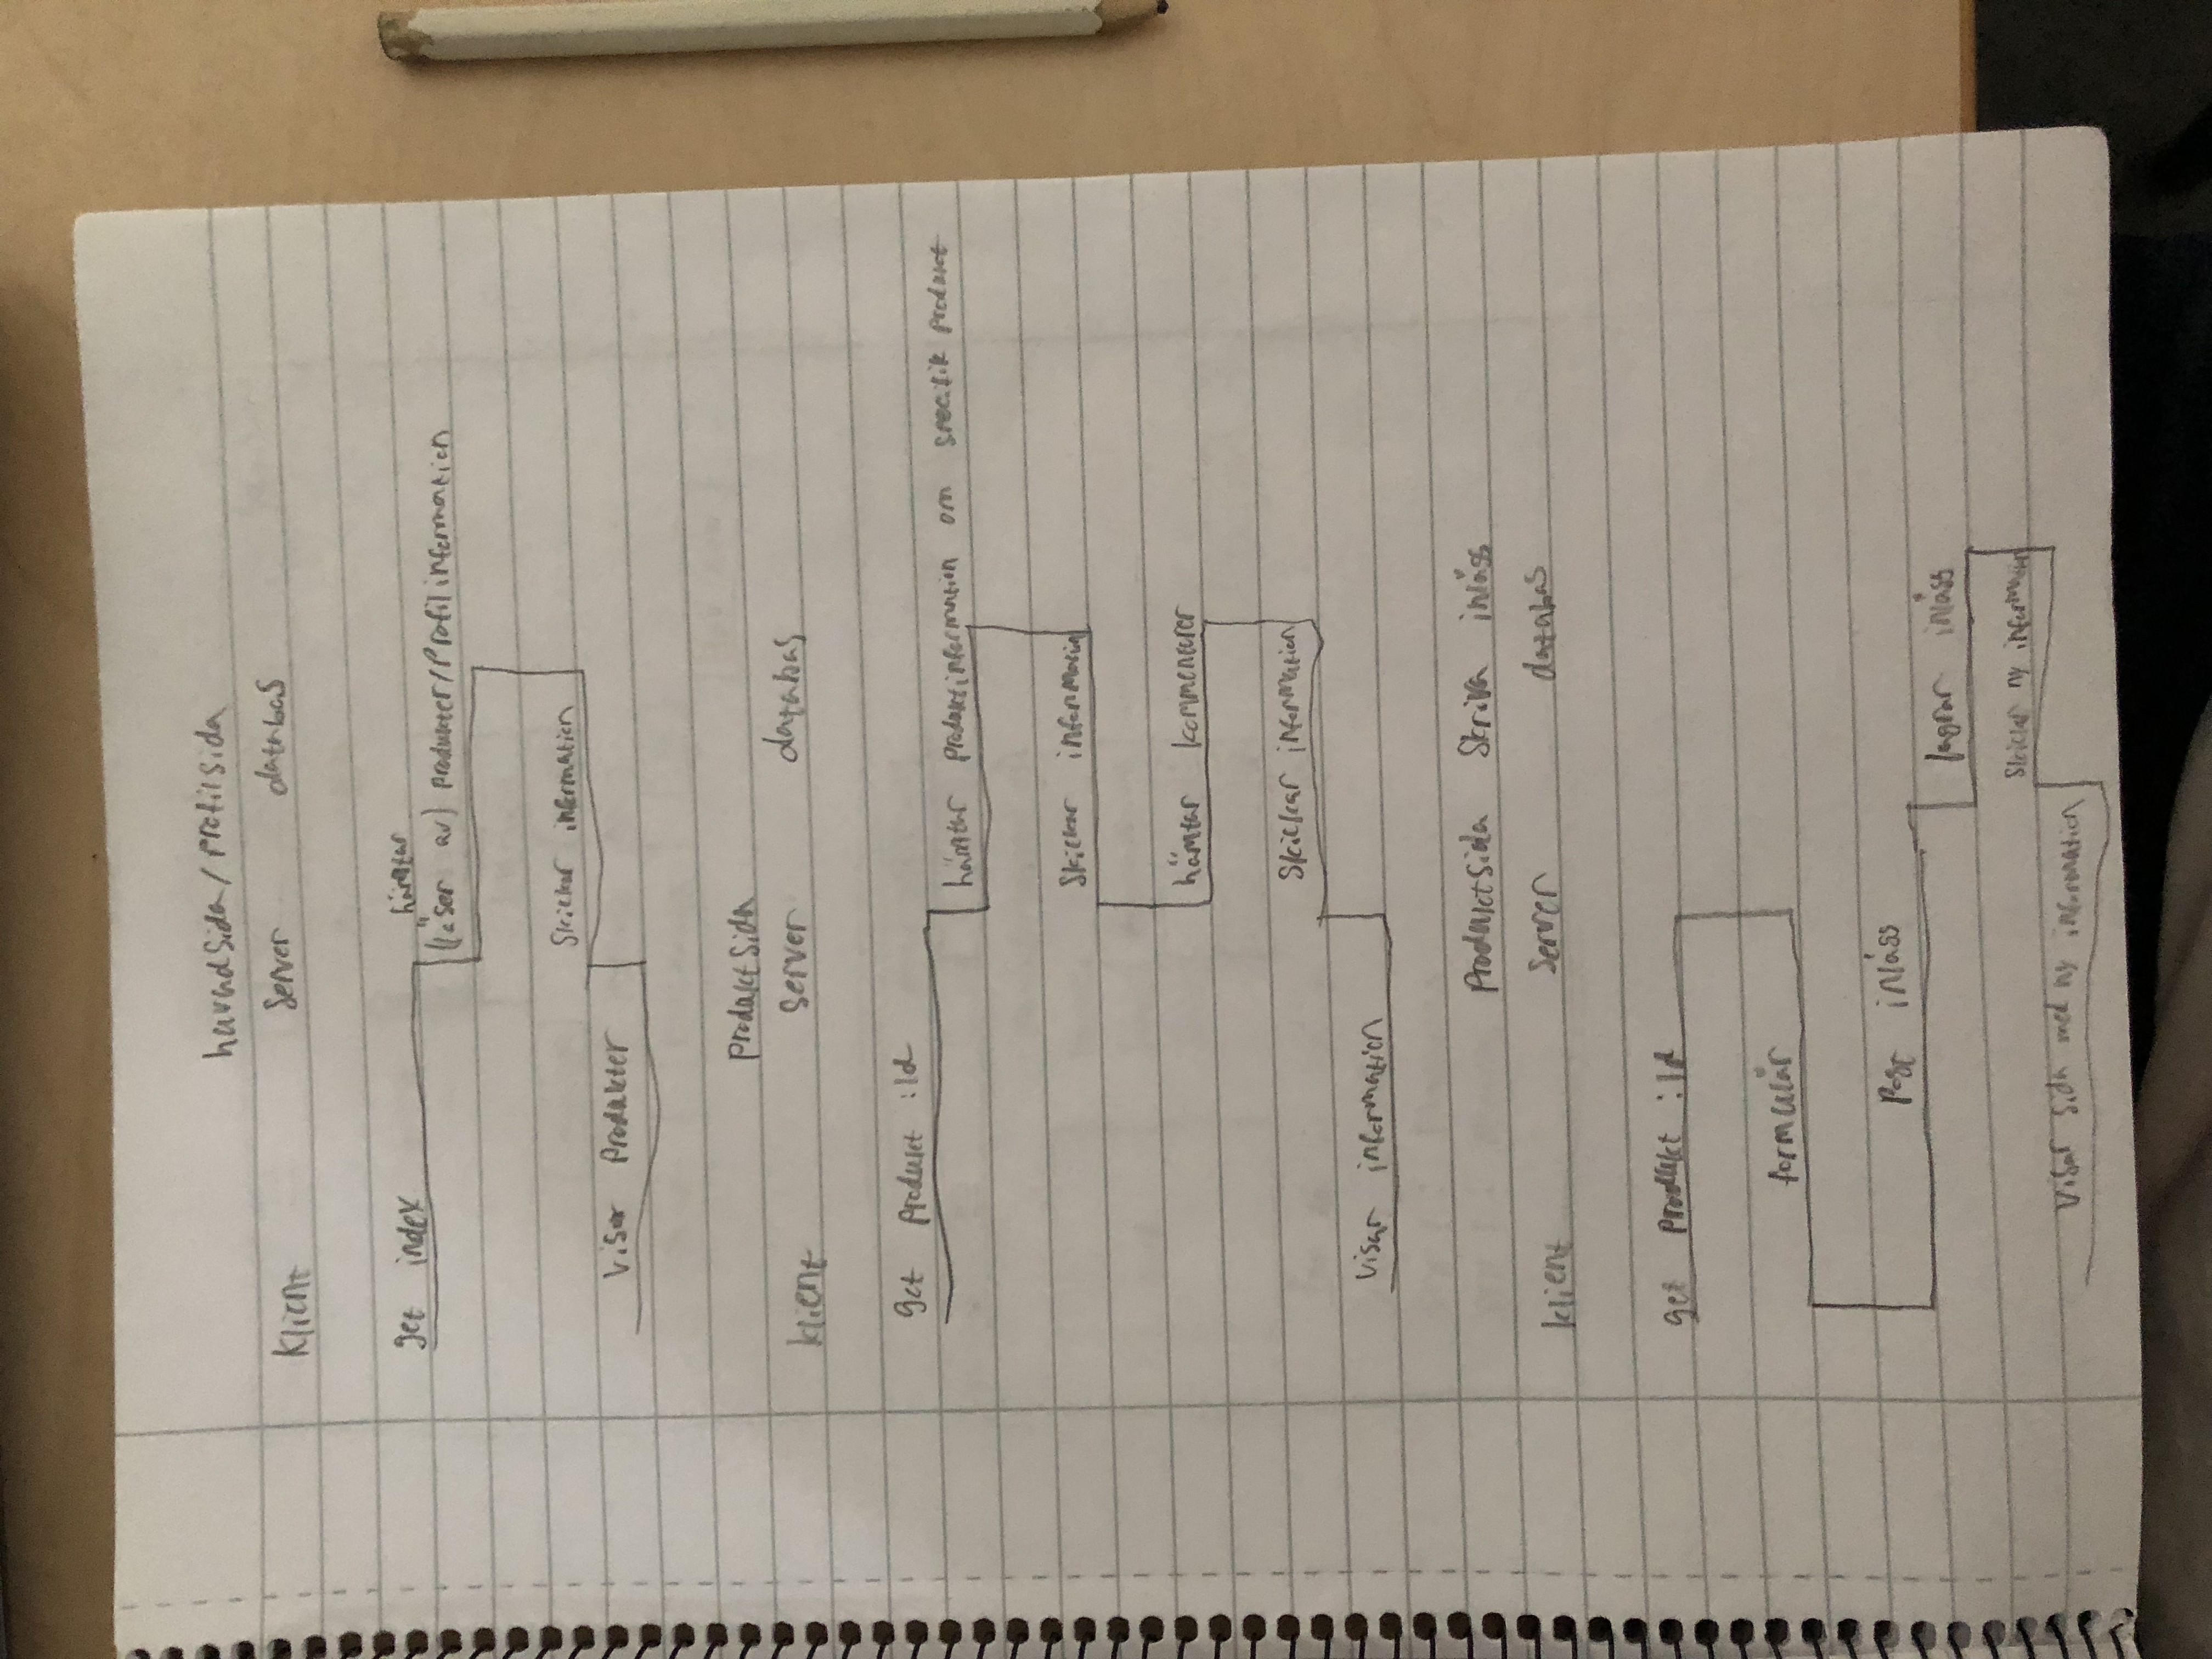 huvudsida/profilsida
klient server databas
get index
hämtar
(läser av) produkter/profilinformation
Skickar information
visar produkter
produktsida
klient server databas
get produkt :id
hämtar produktinformation om specifik produkt
Skickar information
hämtar kommentarer
Skickar information
visar information
Produktsida Skriva inlägg
klient server databas
get produkt :id
formulär
Post inlägg
lagrar inlägg
Skickar ny information
Visar sida med ny information